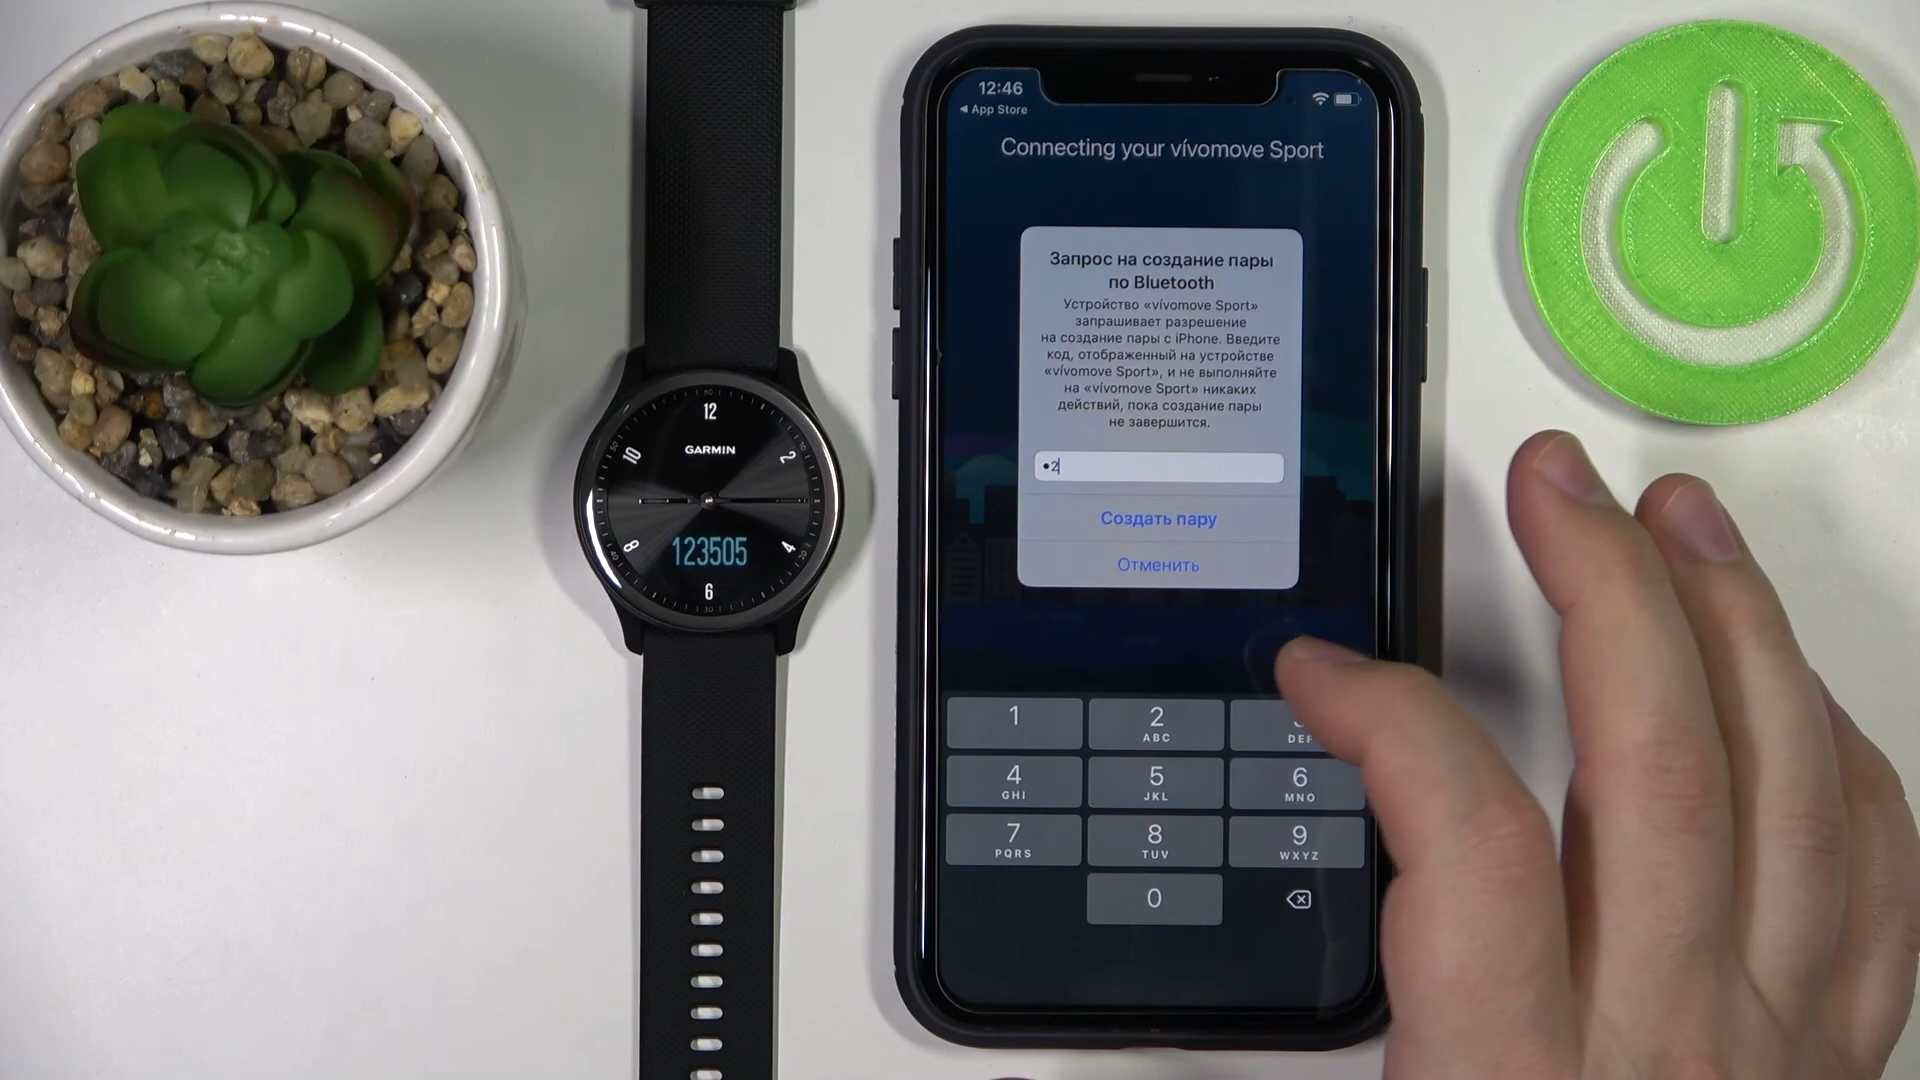 12:46
◀ App Store
Connecting your vívomove Sport
Запрос на создание пары
по Bluetooth
Устройство «vívomove Sport»
запрашивает разрешение
на создание пары с iPhone. Введите
код, отображенный на устройстве
«vívomove Sport», и не выполняйте
на «vívomove Sport» никаких
действий, пока создание пары
не завершится.
•2
Создать пару
Отменить
1
2
ABC
DEF
4
GHI
5
JKL
6
MNO
7
PQRS
8
TUV
9
WXYZ
0
60
12
10
2
GARMIN
8
4
123505
6
30